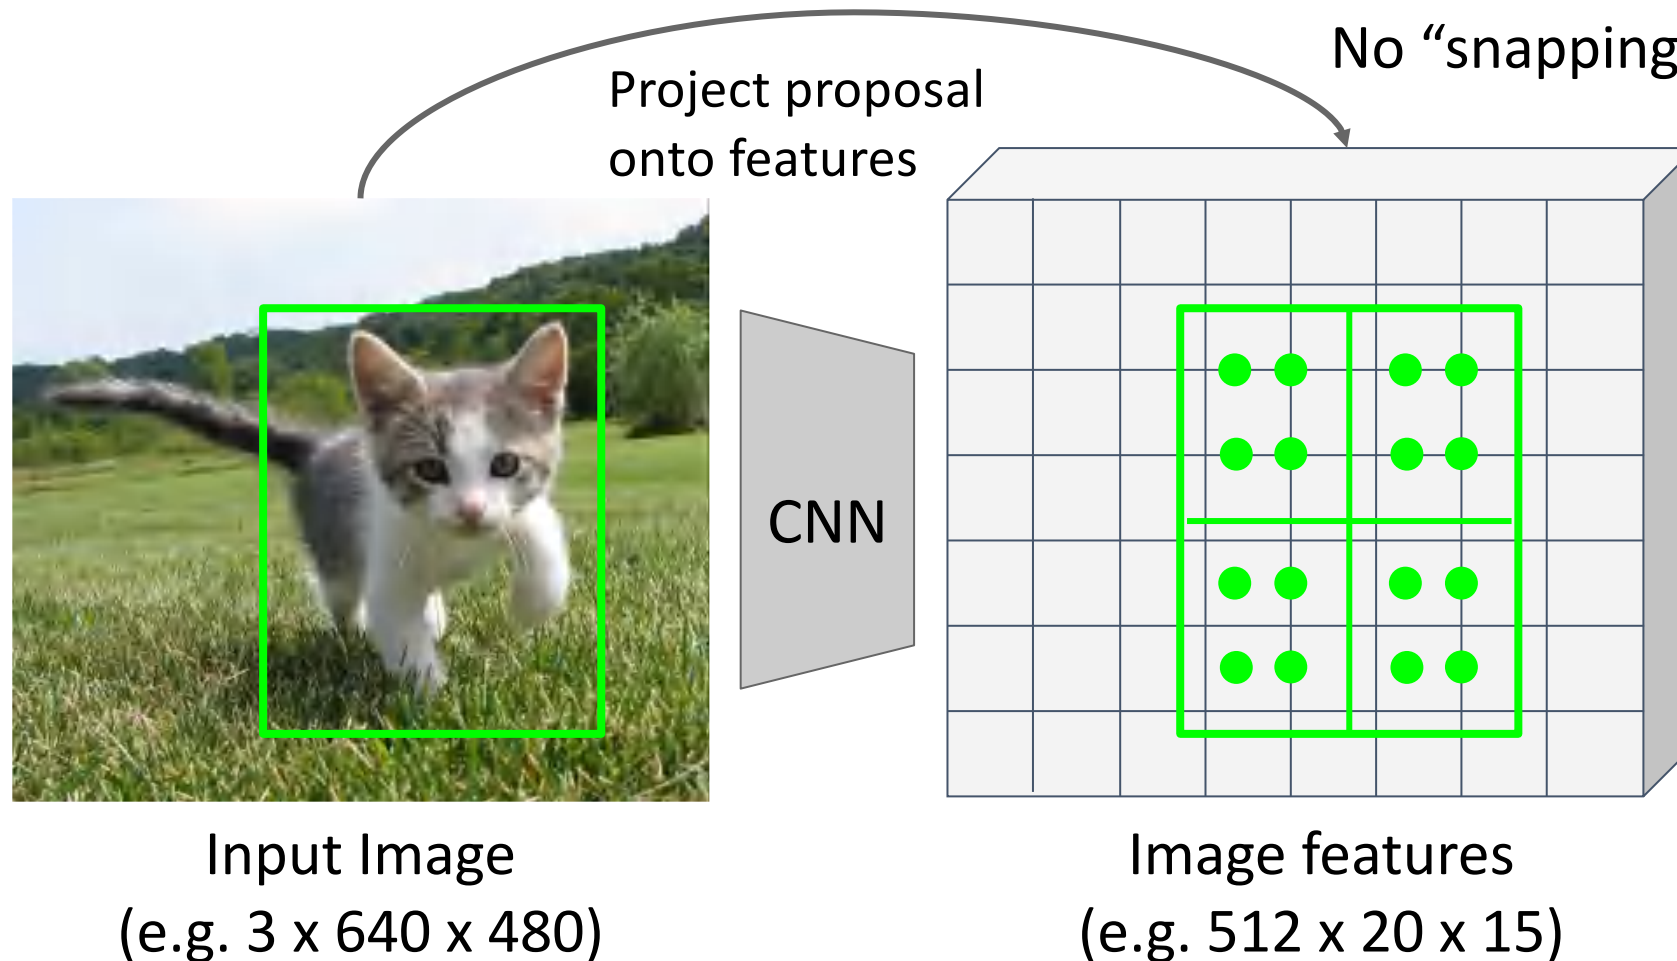 No “snapping
Project proposal
onto features
CNN
Input Image
(e.g. 3 x 640 x 480)
Image features
(e.g. 512 x 20 x 15)